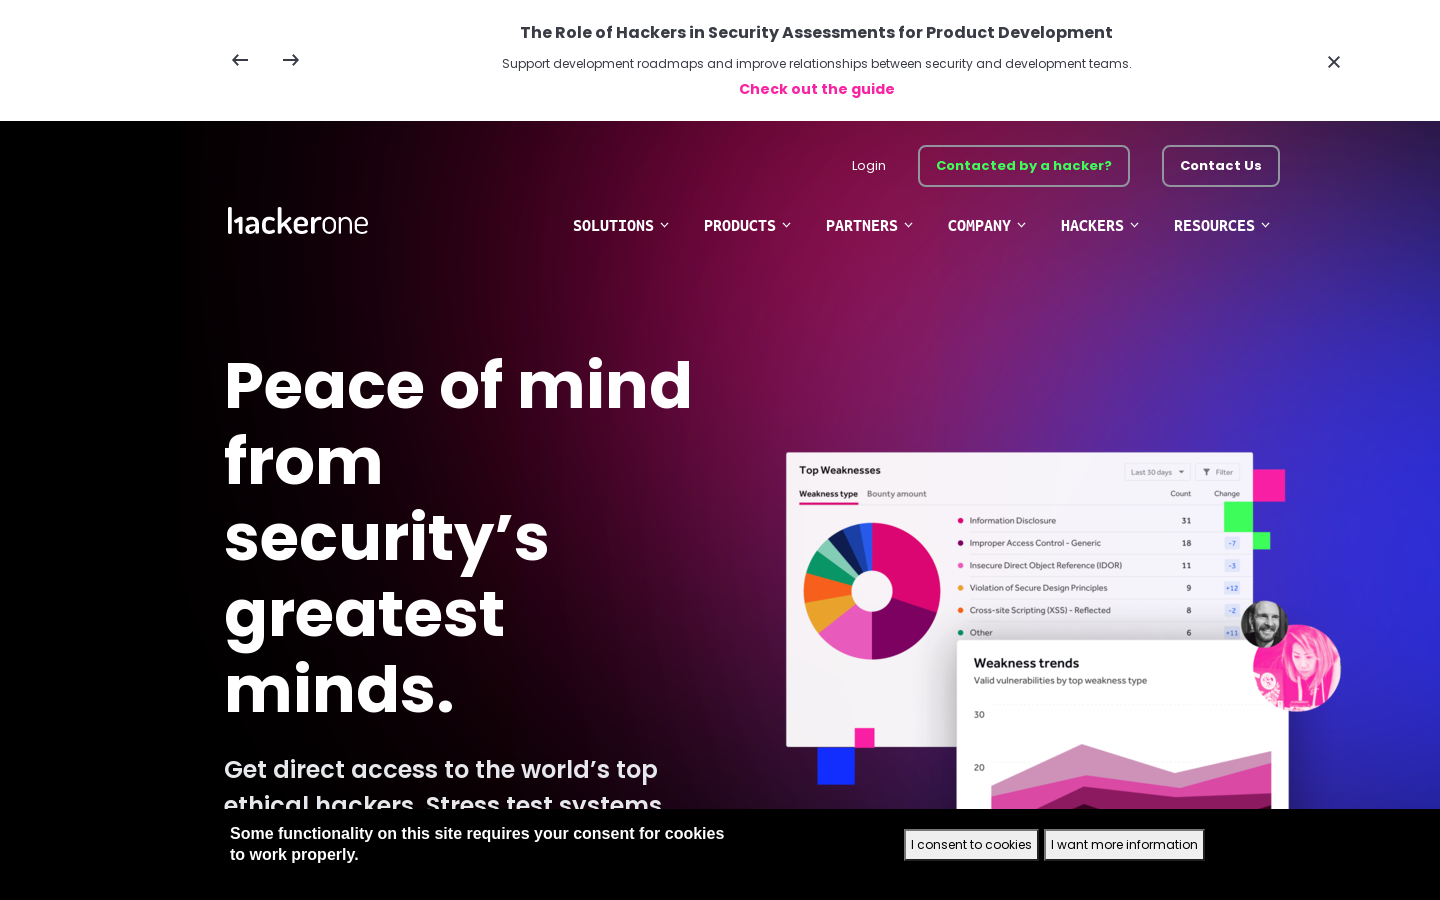 The Role of Hackers in Security Assessments for Product Development
Support development roadmaps and improve relationships between security and development teams.
Check out the guide
Login
Contacted by a hacker?
Contact Us
hackerone
SOLUTIONS
PRODUCTS
PARTNERS
COMPANY
HACKERS
RESOURCES
Peace of mind
from
security’s
greatest
minds.
Get direct access to the world’s top
ethical hackers. Stress test systems
Top Weaknesses
Last 30 days
Filter
Weakness type Bounty amount
Count Change
Information Disclosure 31
Improper Access Control - Generic 18 -7
Insecure Direct Object Reference (IDOR) 11 -3
Violation of Secure Design Principles 9 +12
Cross-site Scripting (XSS) - Reflected 8 -2
Other 6 +11
Weakness trends
Valid vulnerabilities by top weakness type
30
20
Some functionality on this site requires your consent for cookies
to work properly.
I consent to cookies
I want more information